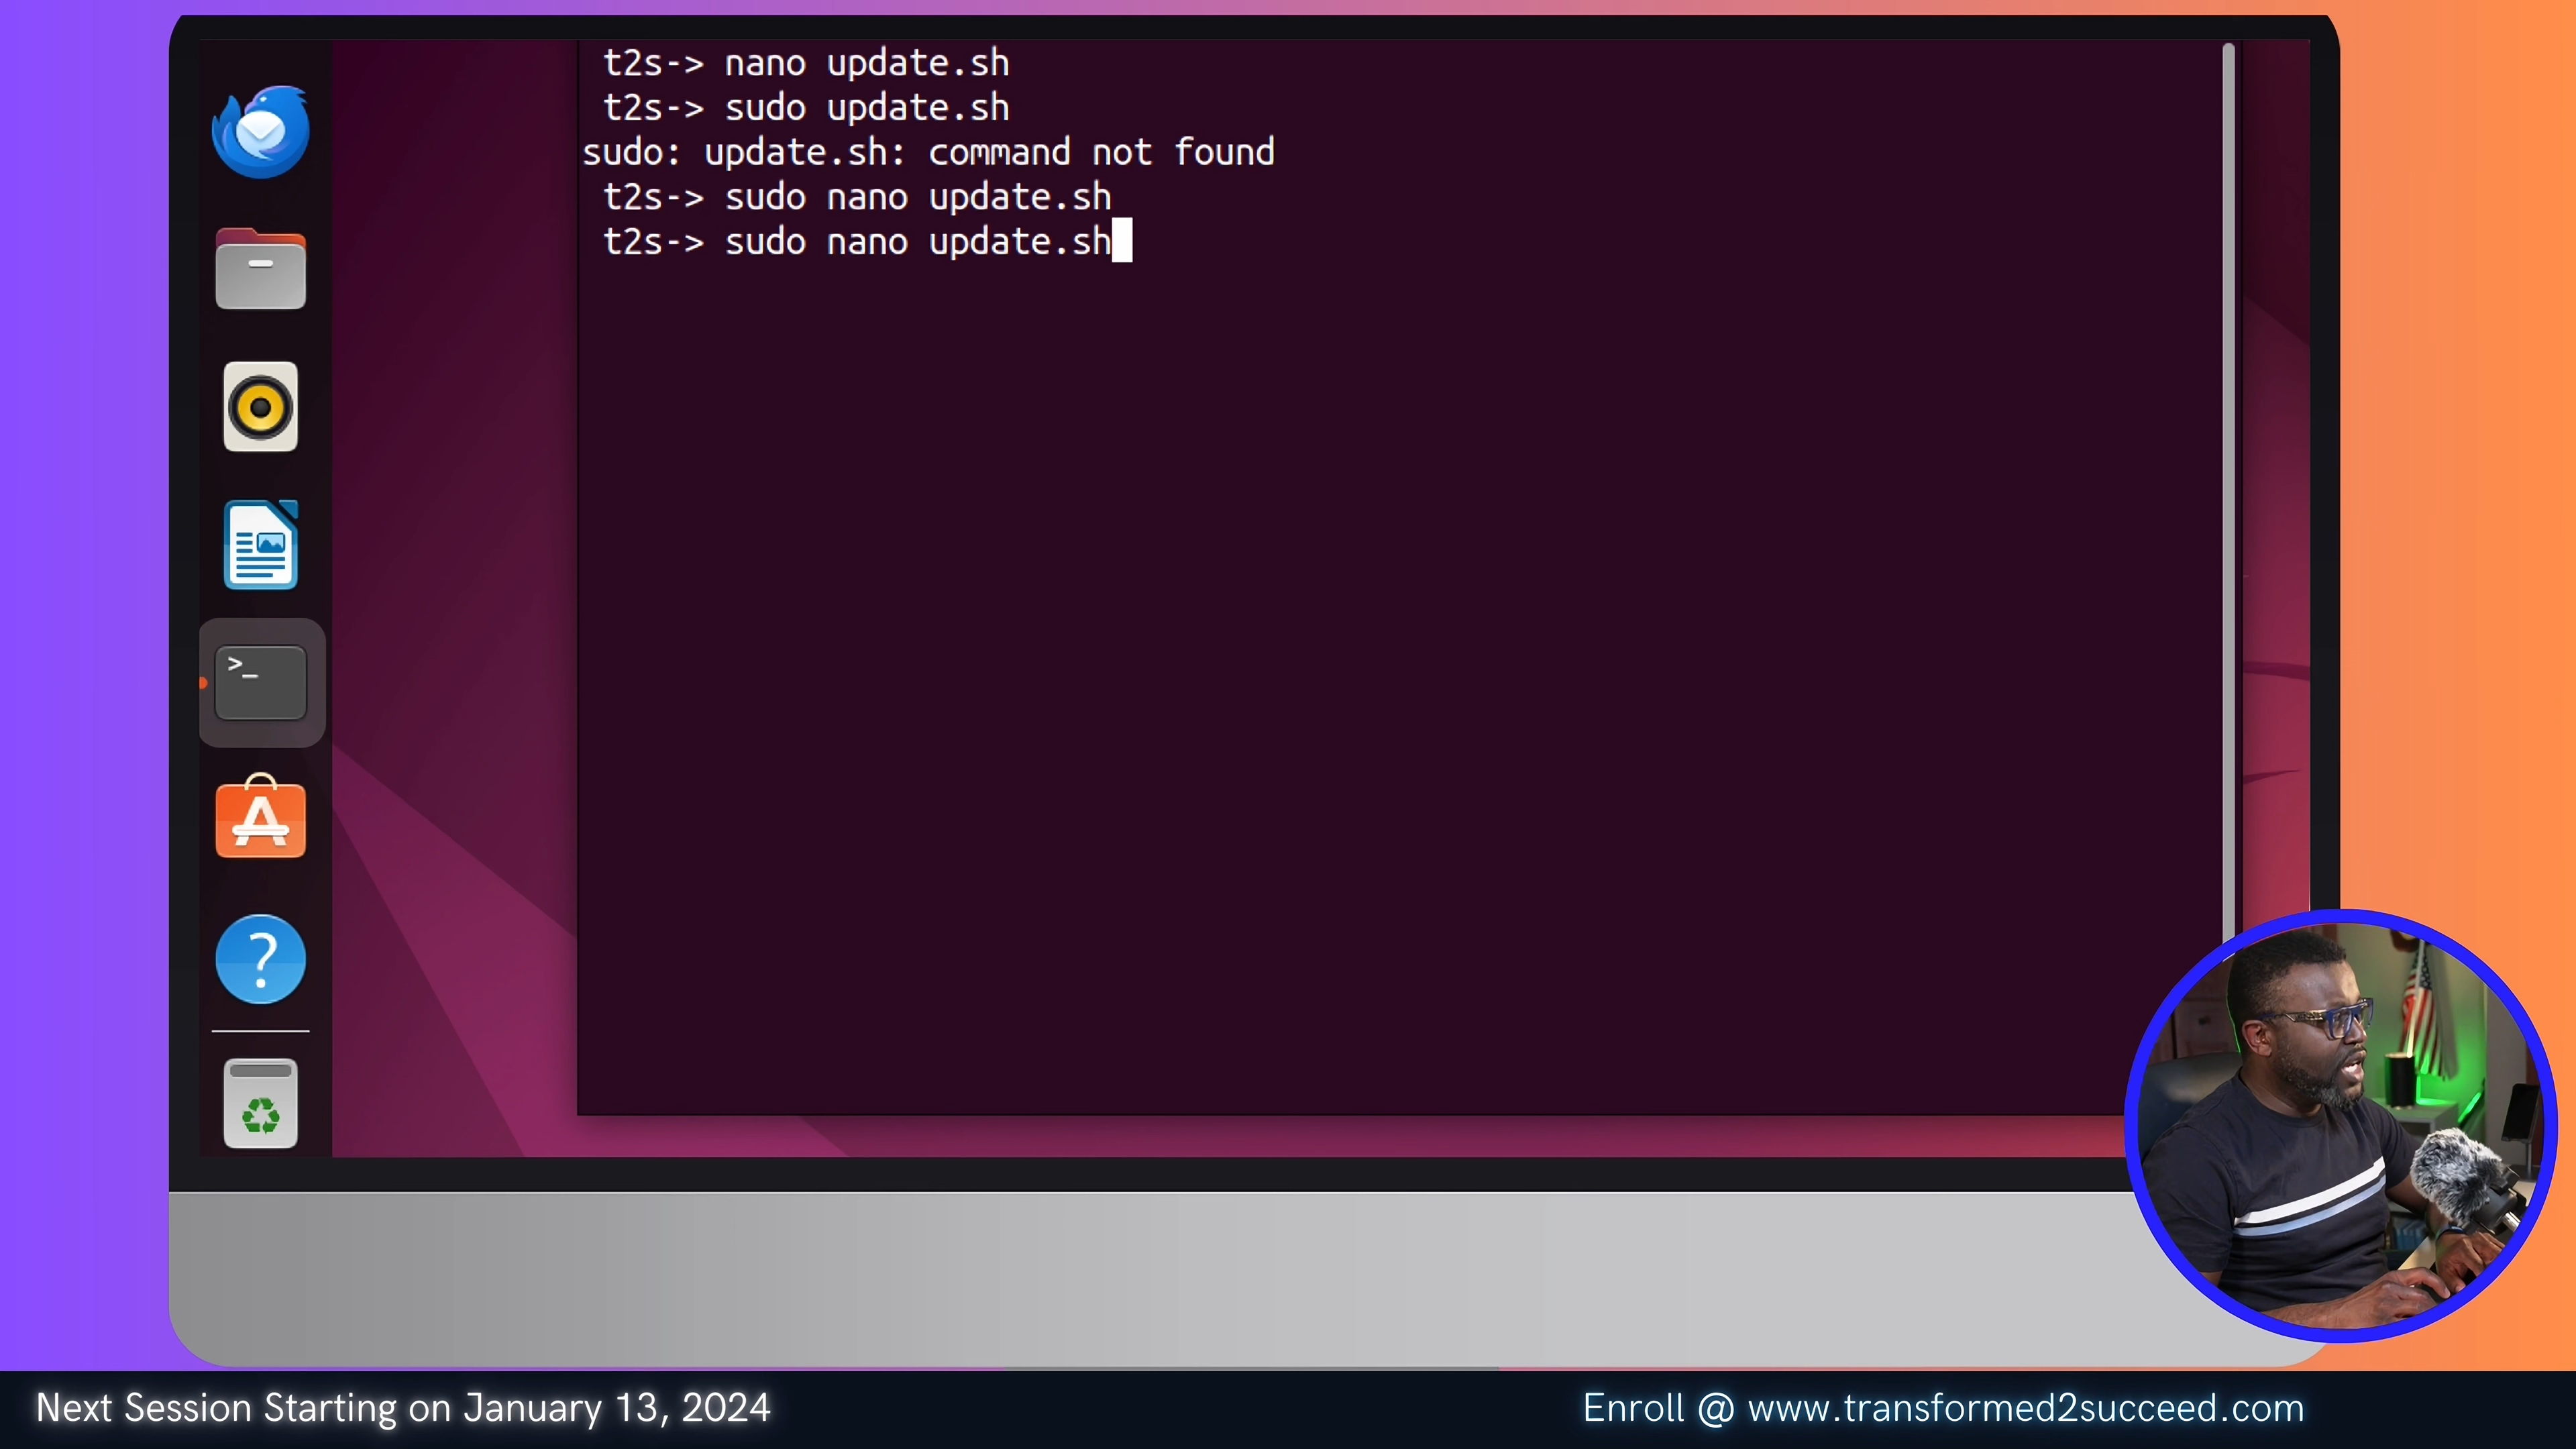 t2s-> nano update.sh
t2s-> sudo update.sh
sudo: update.sh: command not found
t2s-> sudo nano update.sh
t2s-> sudo nano update.sh
>_
?
Next Session Starting on January 13, 2024
Enroll @ www.transformed2succeed.com